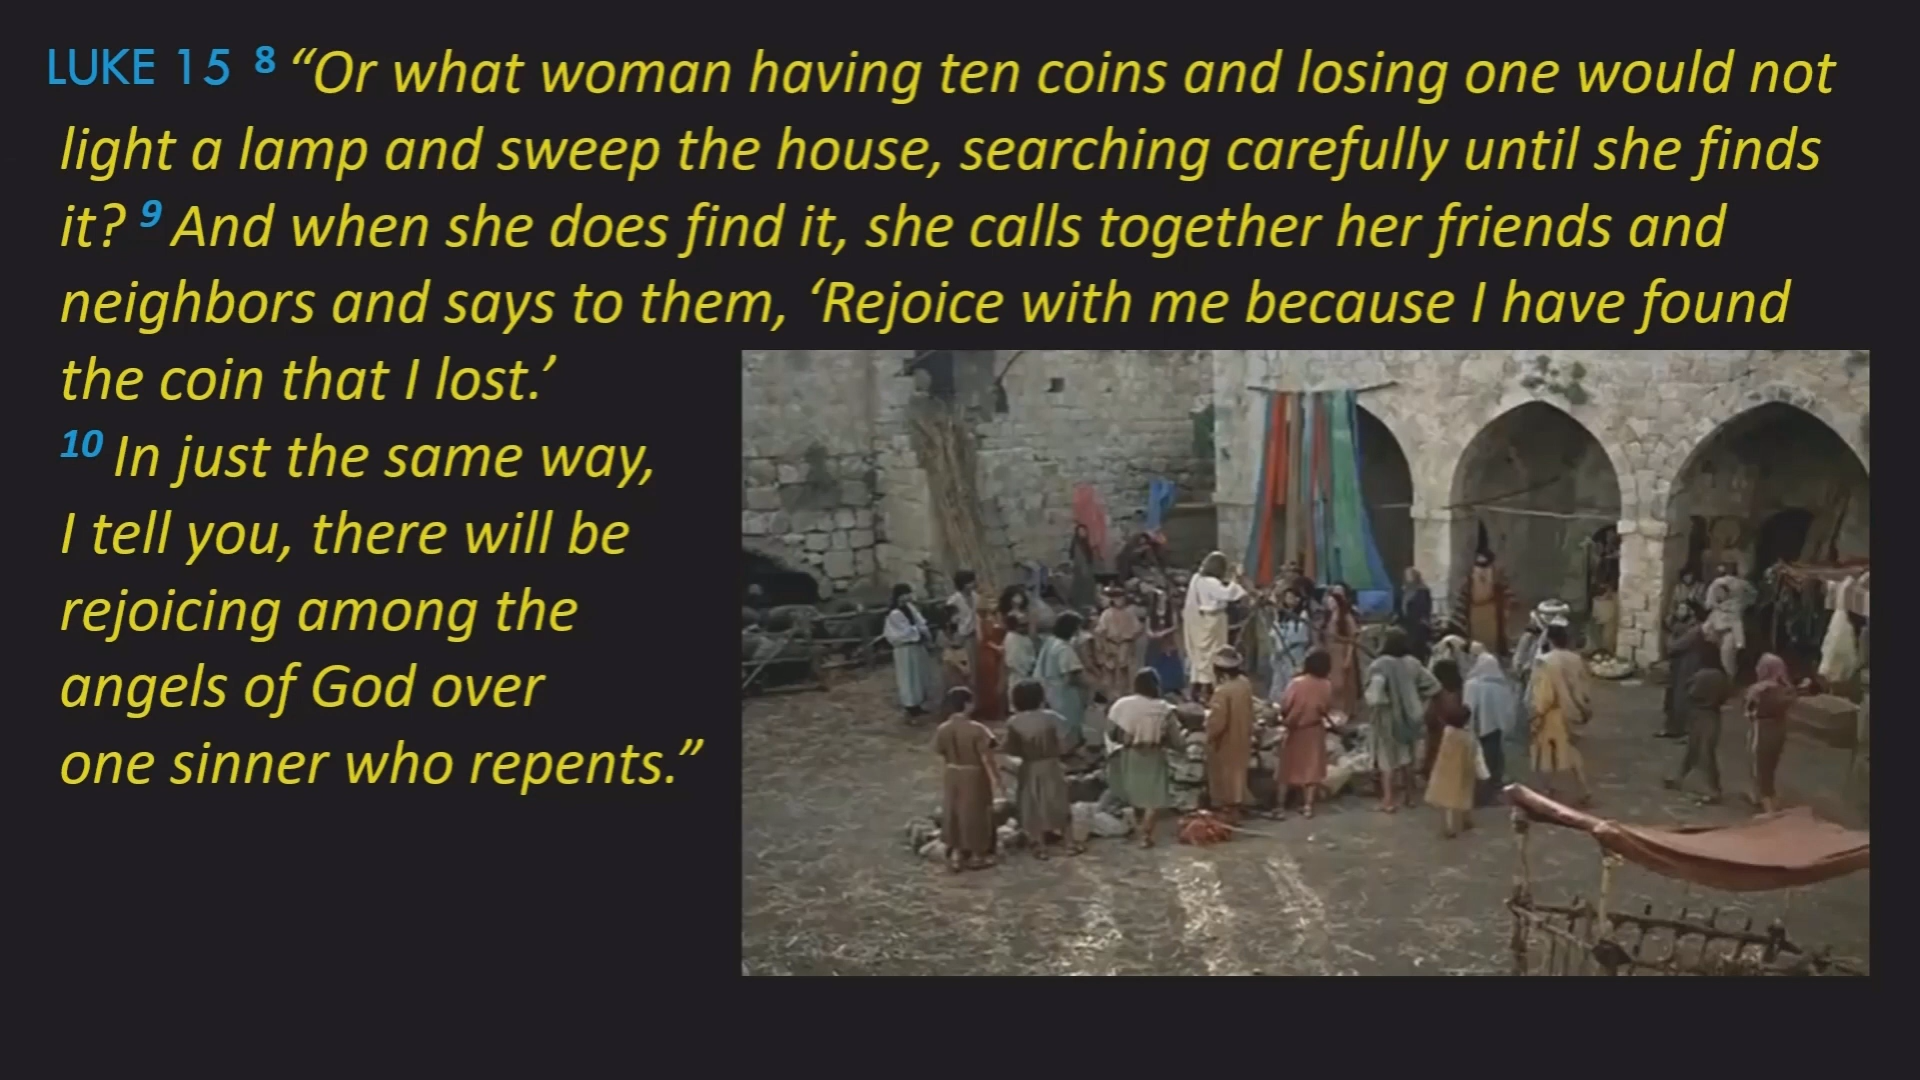 LUKE 15 8 “Or what woman having ten coins and losing one would not
light a lamp and sweep the house, searching carefully until she finds
it? 9 And when she does find it, she calls together her friends and
neighbors and says to them, ‘Rejoice with me because I have found
the coin that I lost.’
10 In just the same way,
I tell you, there will be
rejoicing among the
angels of God over
one sinner who repents.”